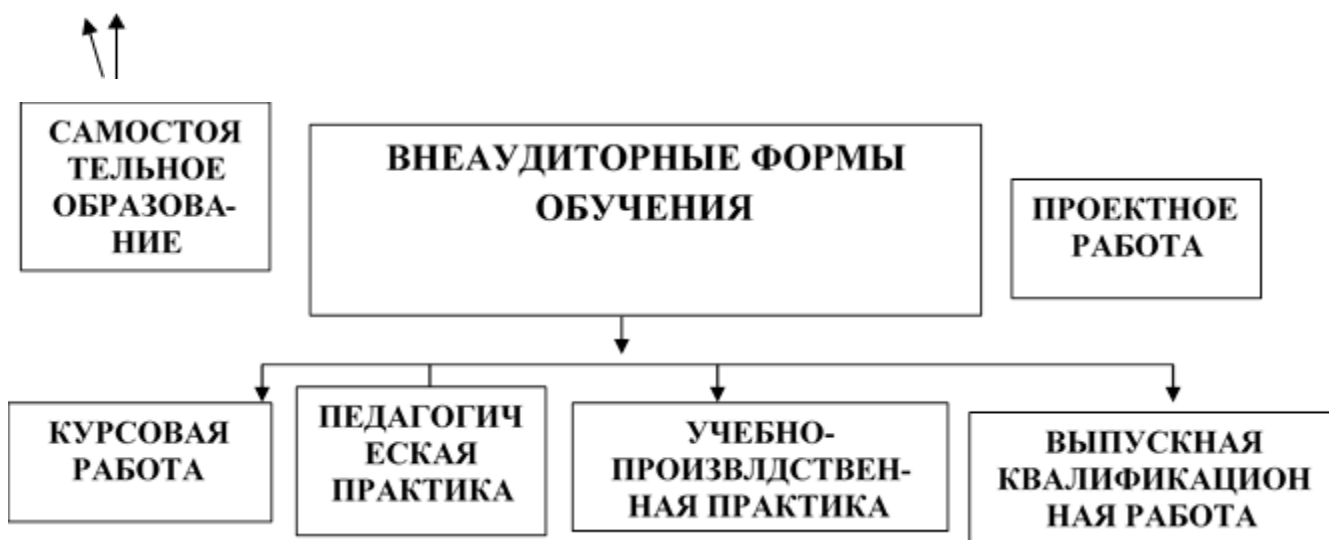 САМОСТОЯ
ТЕЛЬНОЕ
ОБРАЗОВА-
НИЕ
ВНЕАУДИТОРНЫЕ ФОРМЫ
ОБУЧЕНИЯ
ПРОЕКТНОЕ
РАБОТА
КУРСОВАЯ
РАБОТА
ПЕДАГОГИЧ
ЕСКАЯ
ПРАКТИКА
УЧЕБНО-
ПРОИЗВЛДСТВЕН-
НАЯ ПРАКТИКА
ВЫПУСКНАЯ
КВАЛИФИКАЦИОН
НАЯ РАБОТА